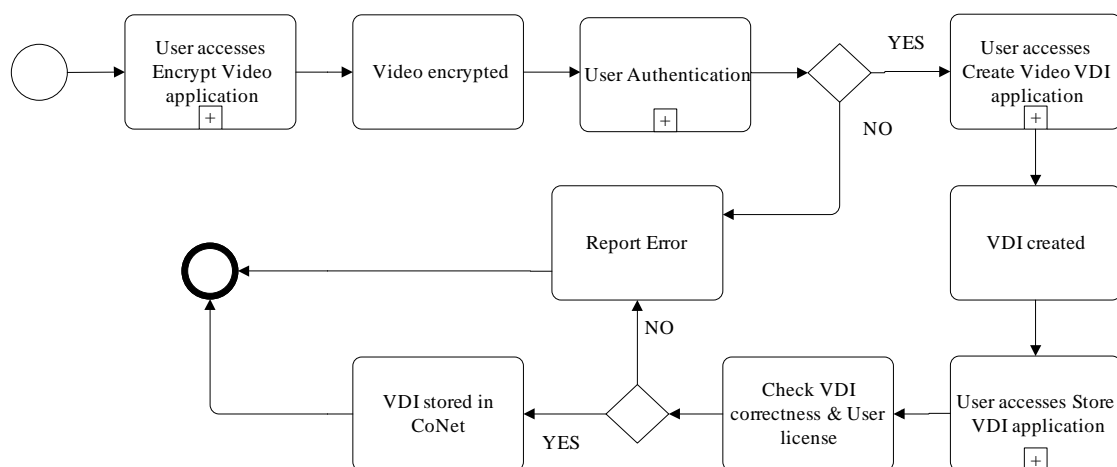 User accesses
Encrypt Video
application
+
Video encrypted
User Authentication
+
YES
NO
User accesses
Create Video VDI
application
+
VDI created
Report Error
NO
VDI stored in
CoNet
YES
Check VDI
correctness & User
license
User accesses Store
VDI application
+